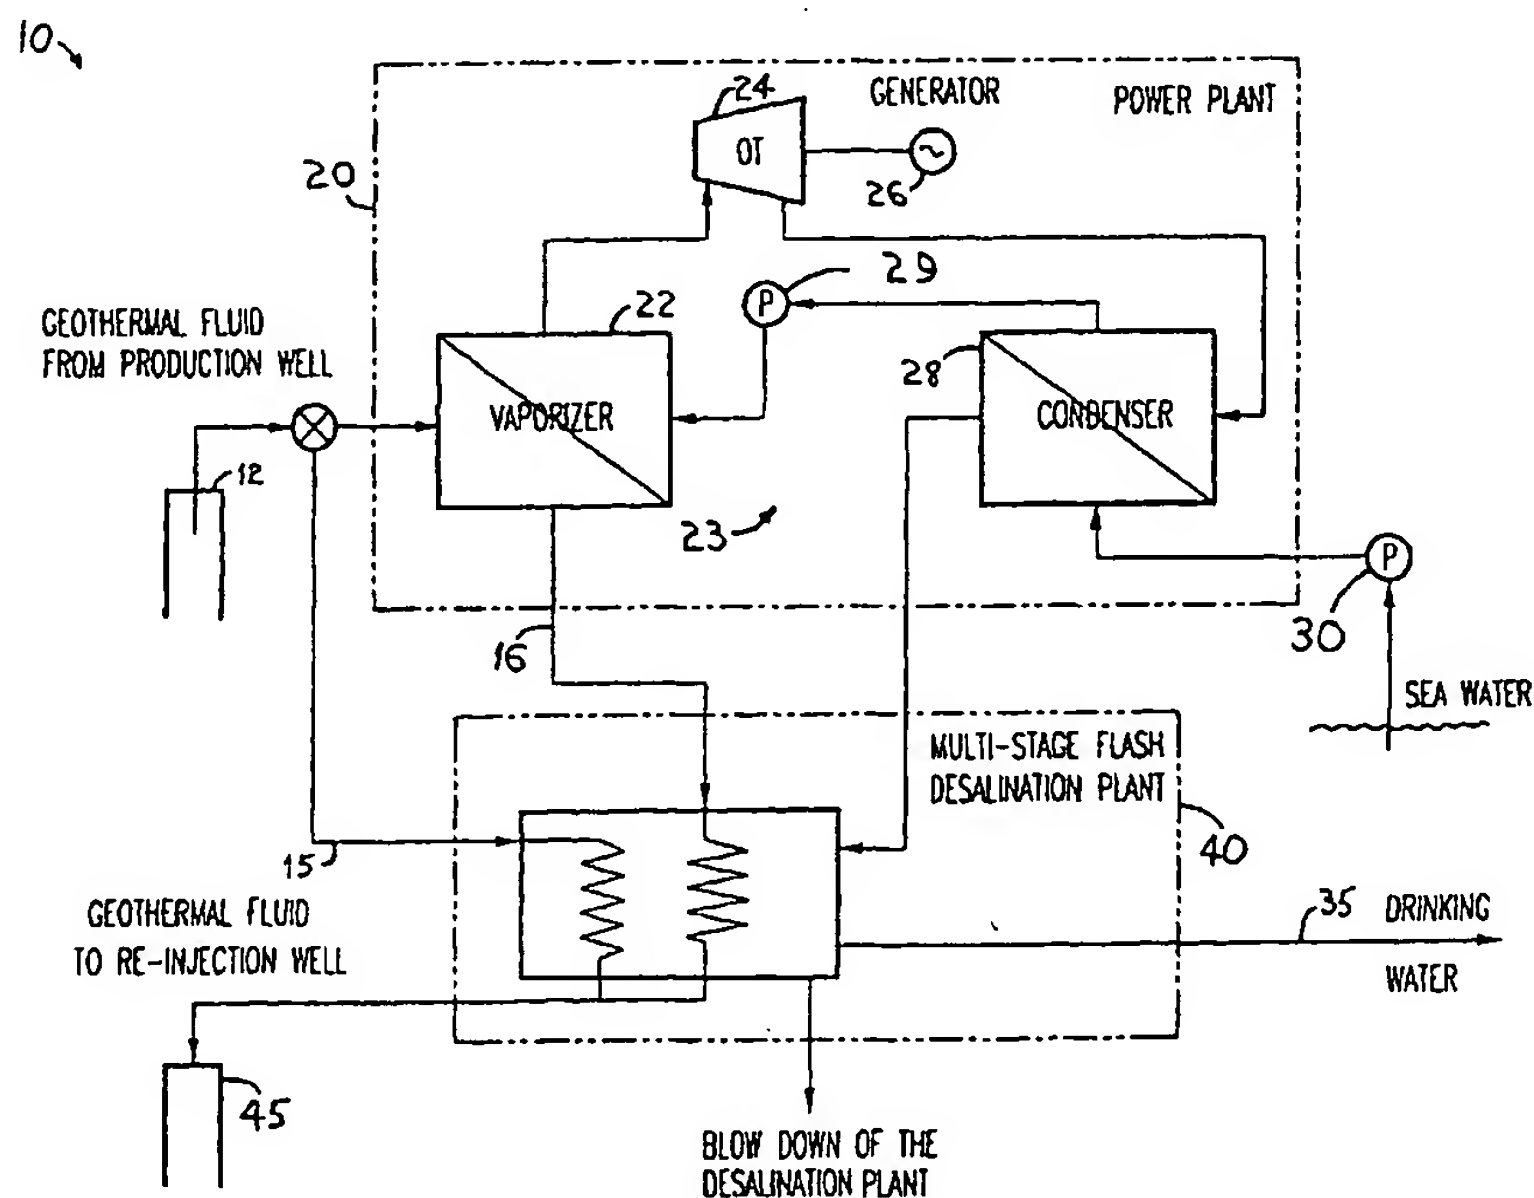 10
24
GENERATOR
POWER PLANT
OT
20
26
29
P
22
GEOTHERMAL FLUID
FROM PRODUCTION WELL
28
VAPORIZER
CONDENSER
12
23
P
30
16
SEA WATER
MULTI-STAGE FLASH
DESALINATION PLANT
40
15
GEOTHERMAL FLUID
TO RE-INJECTION WELL
35
DRINKING
WATER
45
BLOW DOWN OF THE
DESALINATION PLANT